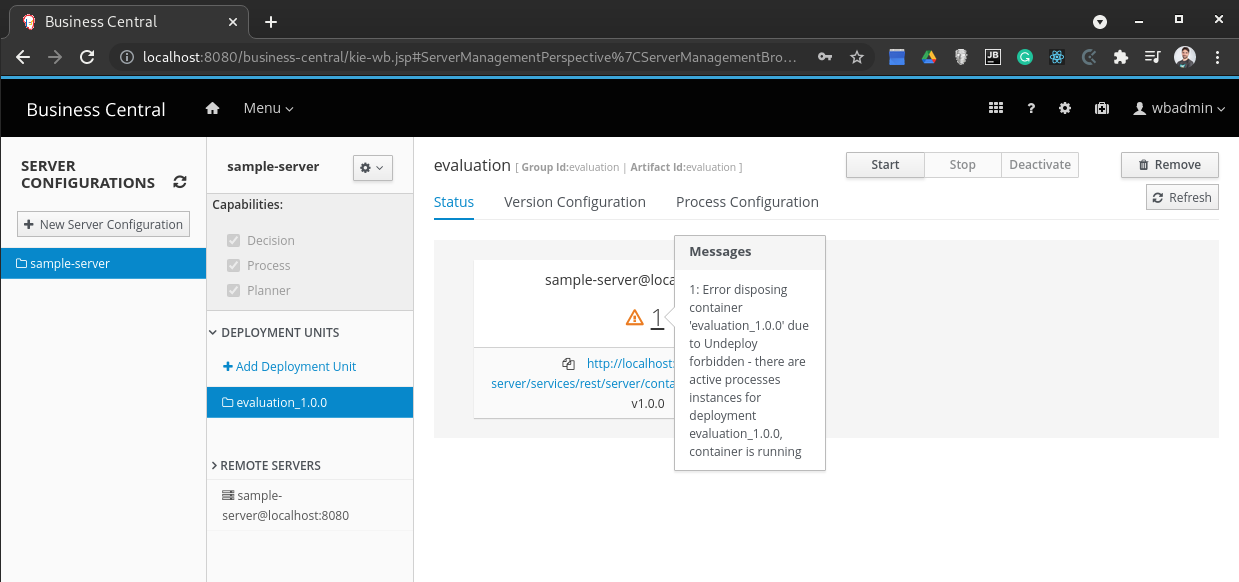 Business Central
localhost:8080/business-central/kie-wb.jsp#ServerManagementPerspective%7CServerManagementBro...
JB
G
Business Central
Menu
?
wbadmin
SERVER
CONFIGURATIONS
+ New Server Configuration
sample-server
sample-server
Capabilities:
Decision
Process
Planner
DEPLOYMENT UNITS
+ Add Deployment Unit
evaluation_1.0.0
REMOTE SERVERS
sample-
server@localhost:8080
evaluation [ Group Id:evaluation | Artifact Id:evaluation ]
Start Stop Deactivate
Remove
Refresh
Status Version Configuration Process Configuration
sample-server@loca
1
http://localhost:
server/services/rest/server/conta
v1.0.0
Messages
1: Error disposing
container
'evaluation_1.0.0' due
to Undeploy
forbidden - there are
active processes
instances for
deployment
evaluation_1.0.0,
container is running